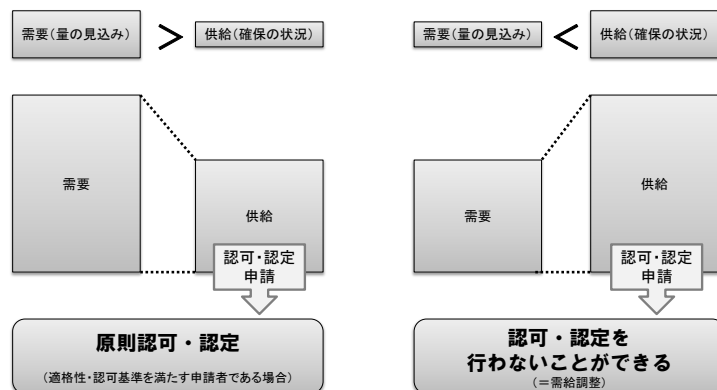 需要(量の見込み) > 供給(確保の状況)
需要
供給
認可・認定
申請
原則認可・認定
(適格性・認可基準を満たす申請者である場合)
需要(量の見込み) < 供給(確保の状況)
需要
供給
認可・認定
申請
認可・認定を
行わないことができる
(=需給調整)